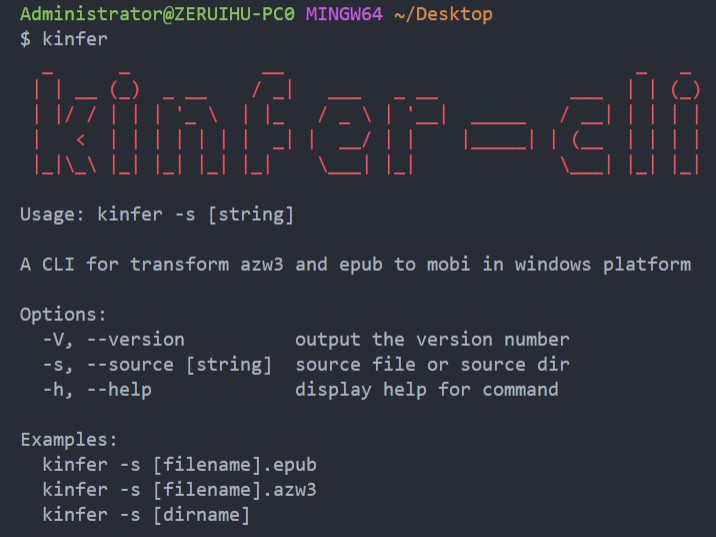 Administrator@ZERUIHU-PC0 MINGW64 ~/Desktop
$ kinfer
kinfer-cli
Usage: kinfer -s [string]
A CLI for transform azw3 and epub to mobi in windows platform
Options:
-V, --version output the version number
-s, --source [string] source file or source dir
-h, --help display help for command
Examples:
kinfer -s [filename].epub
kinfer -s [filename].azw3
kinfer -s [dirname]